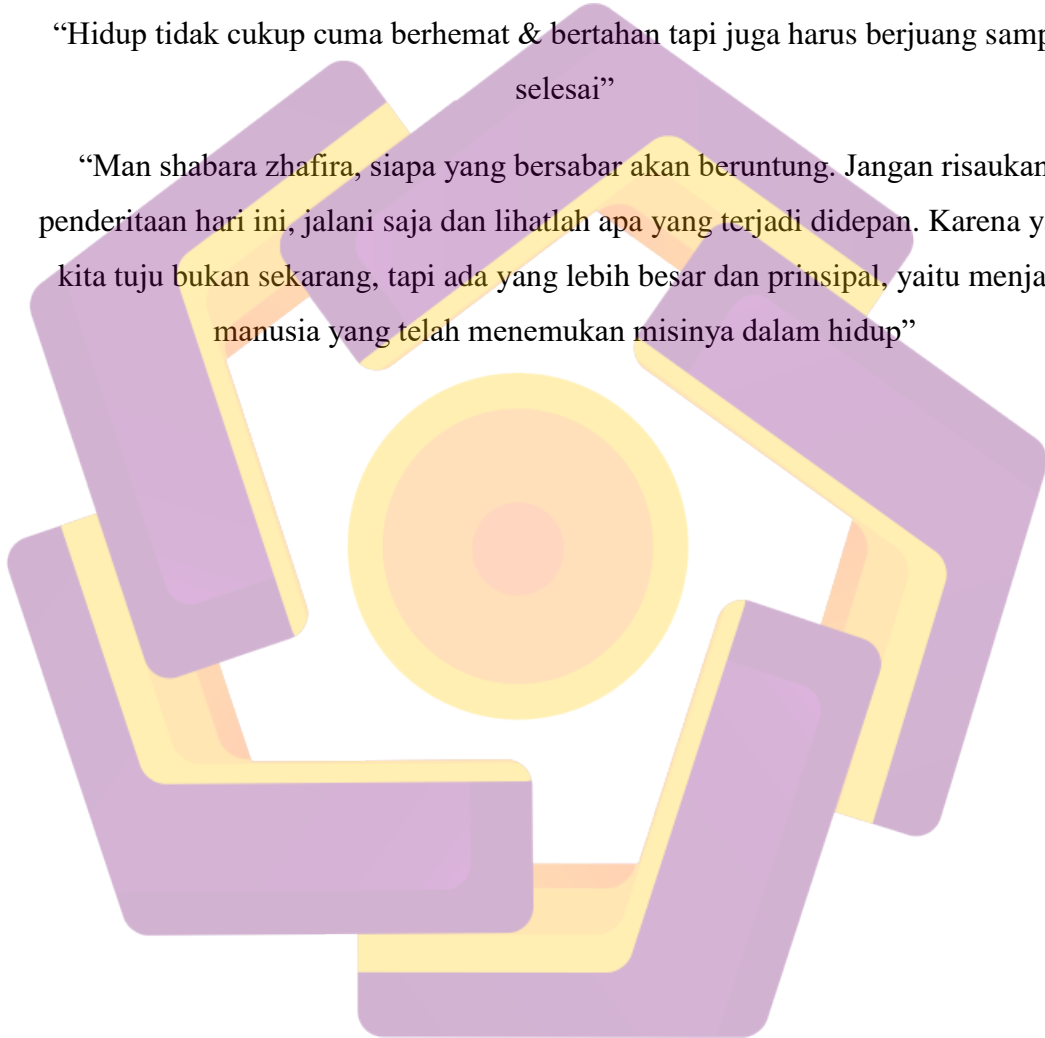 “Hidup tidak cukup cuma berhemat & bertahan tapi juga harus berjuang
selesai”
“Man shabara zhafira, siapa yang bersabar akan beruntung. Jangan risaukan
penderitaan hari ini, jalani saja dan lihatlah apa yang terjadi didepan. Karena
kita tuju bukan sekarang, tapi ada yang lebih besar dan prinsipal, yaitu
manusia yang telah menemukan misinya dalam hidup”